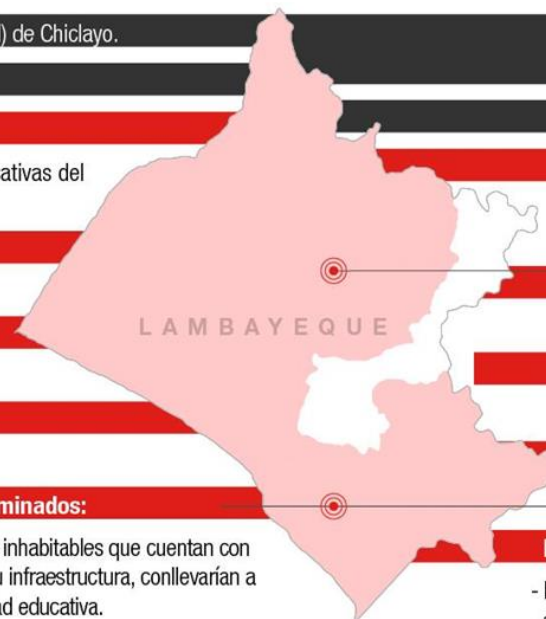 ) de Chiclayo.
ativas del
LAMBAYEQUE
minados:
inhabitables que cuentan con
u infraestructura, conllevarían a
ad educativa.
-